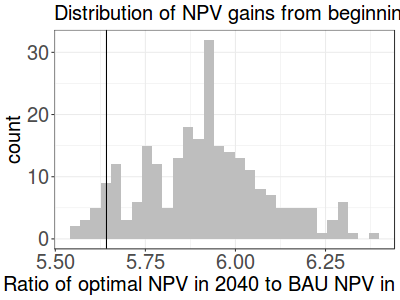 Distribution of NPV gains from beginnin
30
20
10
0
count
5.50 5.75 6.00 6.25
Ratio of optimal NPV in 2040 to BAU NPV in